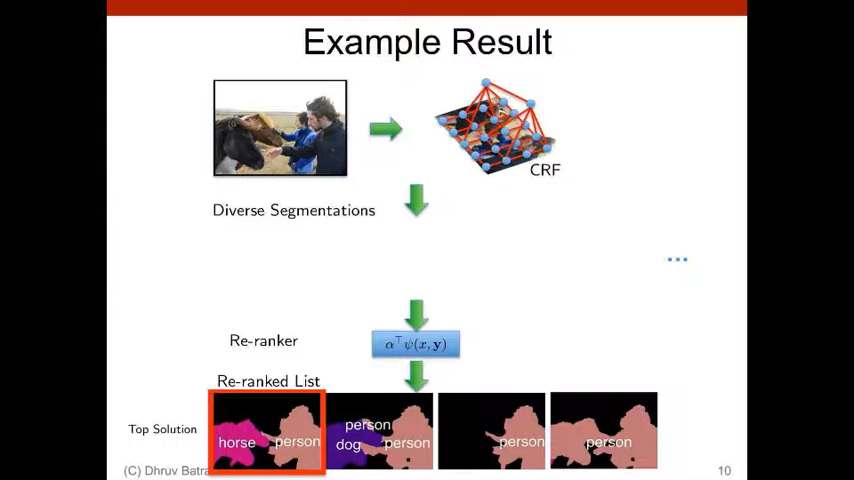 Example Result
CRF
Diverse Segmentations
...
Re-ranker
α⊤ψ(x, y)
Re-ranked List
Top Solution
horse person
person
dog person
person
person
(C) Dhruv Batra
10